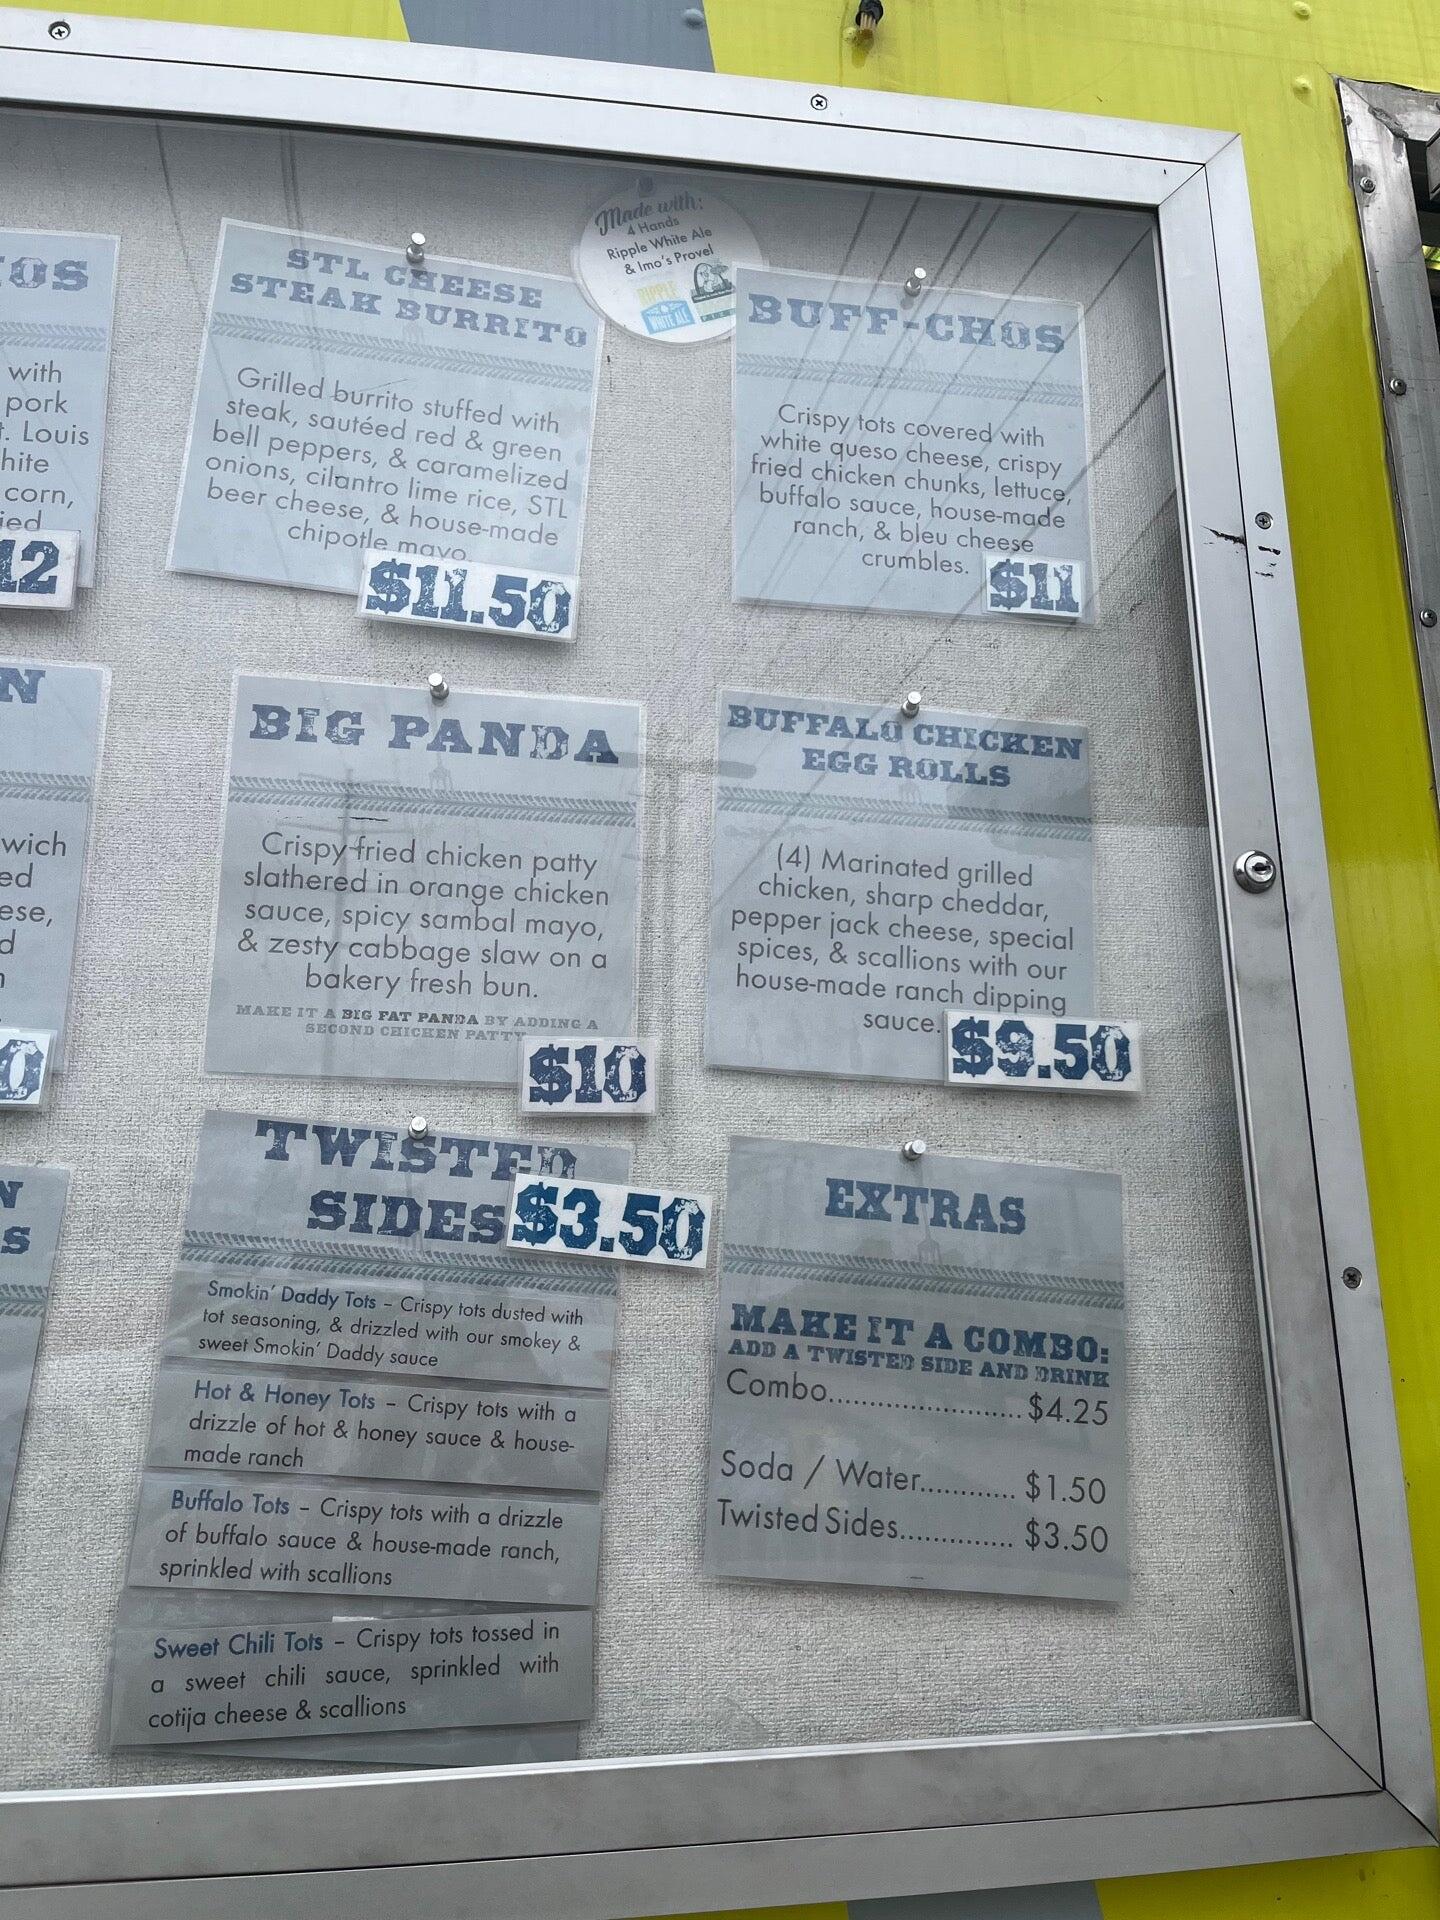 Made with:
4 Hands
Ripple White Ale
& Imo's Provel
RIPPLE
WHITE ALE
STL CHEESE
STEAK BURRITO
Grilled burrito stuffed with
steak, sautéed red & green
bell peppers, & caramelized
onions, cilantro lime rice, STL
beer cheese, & house-made
chipotle mayo.
$11.50
BUFF-CHOS
Crispy tots covered with
white queso cheese, crispy
fried chicken chunks, lettuce,
buffalo sauce, house-made
ranch, & bleu cheese
crumbles.
$11
with
pork
Louis
corn,
12
BIG PANDA
Crispy fried chicken patty
slathered in orange chicken
sauce, spicy sambal mayo,
& zesty cabbage slaw on a
bakery fresh bun.
MAKE IT A BIG FAT PANDA BY ADDING A
SECOND CHICKEN PATTY
$10
BUFFALO CHICKEN
EGG ROLLS
(4) Marinated grilled
chicken, sharp cheddar,
pepper jack cheese, special
spices, & scallions with our
house-made ranch dipping
sauce.
$9.50
TWISTED
SIDES
$3.50
Smokin' Daddy Tots - Crispy tots dusted with
tot seasoning, & drizzled with our smokey &
sweet Smokin' Daddy sauce
Hot & Honey Tots - Crispy tots with a
drizzle of hot & honey sauce & house-
made ranch
Buffalo Tots - Crispy tots with a drizzle
of buffalo sauce & house-made ranch,
sprinkled with scallions
Sweet Chili Tots - Crispy tots tossed in
a sweet chili sauce, sprinkled with
cotija cheese & scallions
EXTRAS
MAKE IT A COMBO:
ADD A TWISTED SIDE AND DRINK
Combo....................... $4.25
Soda / Water............ $1.50
Twisted Sides.............. $3.50